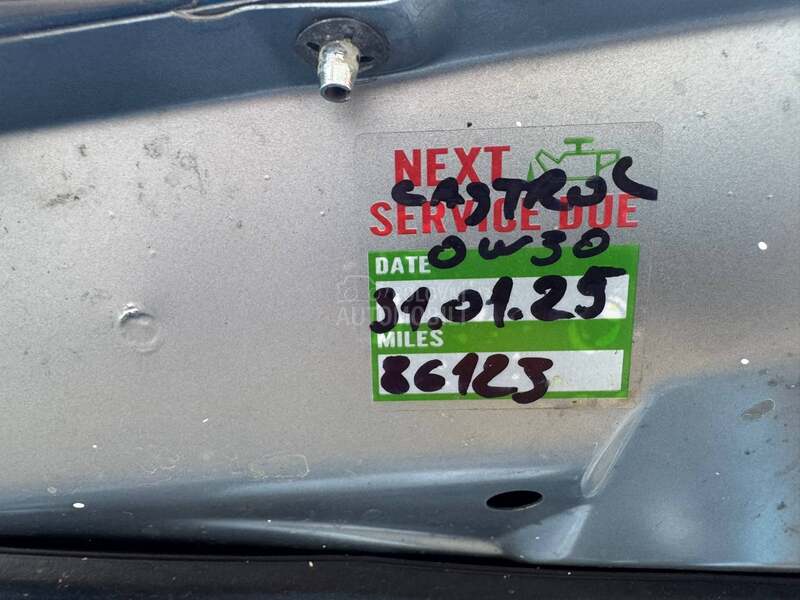 NEXT
CASTROL
SERVICE DUE
0W30
DATE
31.01.25
MILES
86123